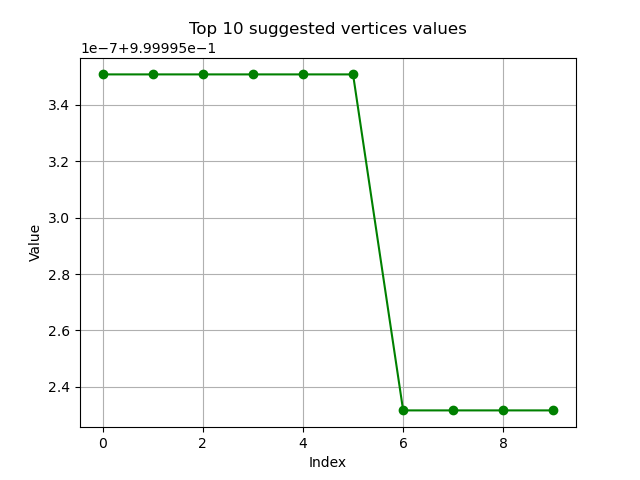 Top 10 suggested vertices values
1e-7+9.99995e-1
3.4
3.2
3.0
2.8
2.6
2.4
Value
0 2 4 6 8
Index